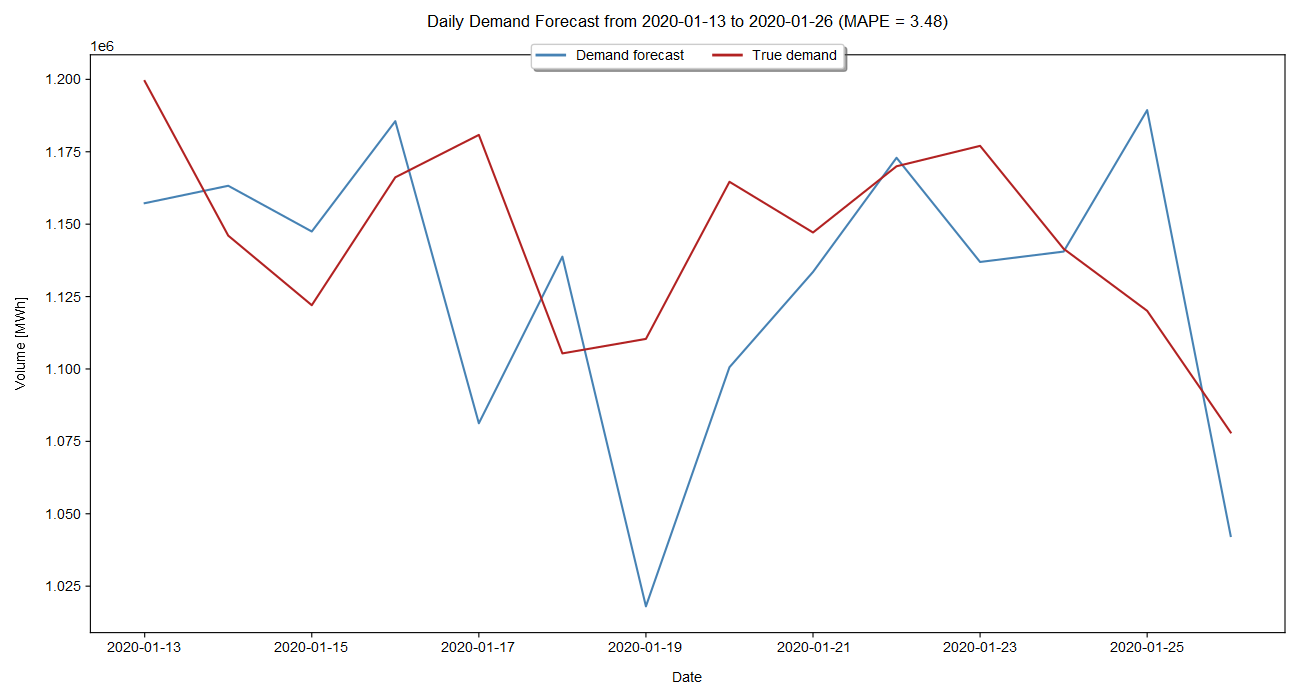 Daily Demand Forecast from 2020-01-13 to 2020-01-26 (MAPE = 3.48)
1e6
Demand forecast True demand
1.200
1.175
1.150
1.125
1.100
1.075
1.050
1.025
Volume [MWh]
2020-01-13 2020-01-15 2020-01-17 2020-01-19 2020-01-21 2020-01-23 2020-01-25
Date